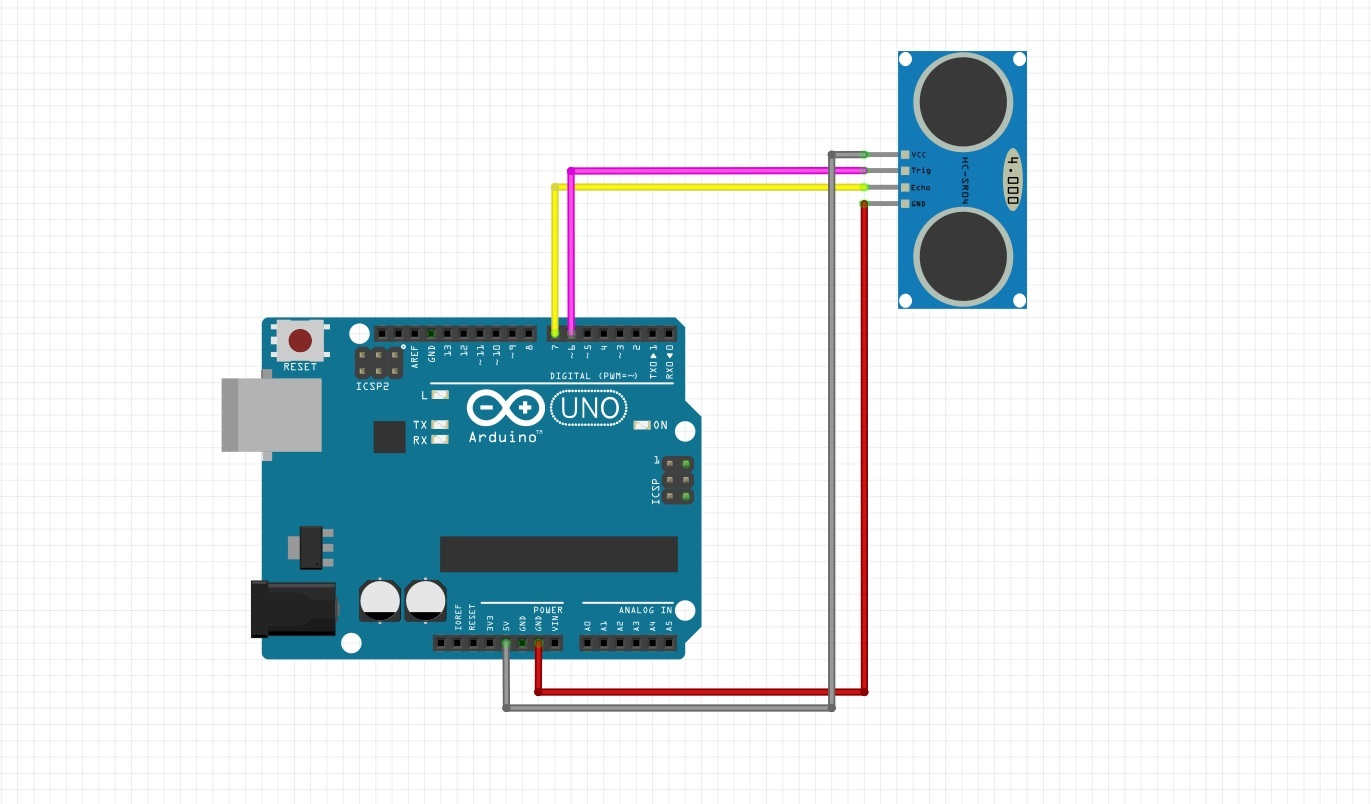 VCC
Trig
Echo
GND
HC-SR04
4.000
RESET
ICSP2
AREF
GND
13
12
~11
~10
~9
8
7
~6
~5
4
~3
2
TX0▶1
RX0◀0
DIGITAL (PWM=~)
L
TX
RX
Arduino™
UNO
ON
1
ICSP
IOREF
RESET
3V3
5V
GND
GND
VIN
POWER
ANALOG IN
A0
A1
A2
A3
A4
A5